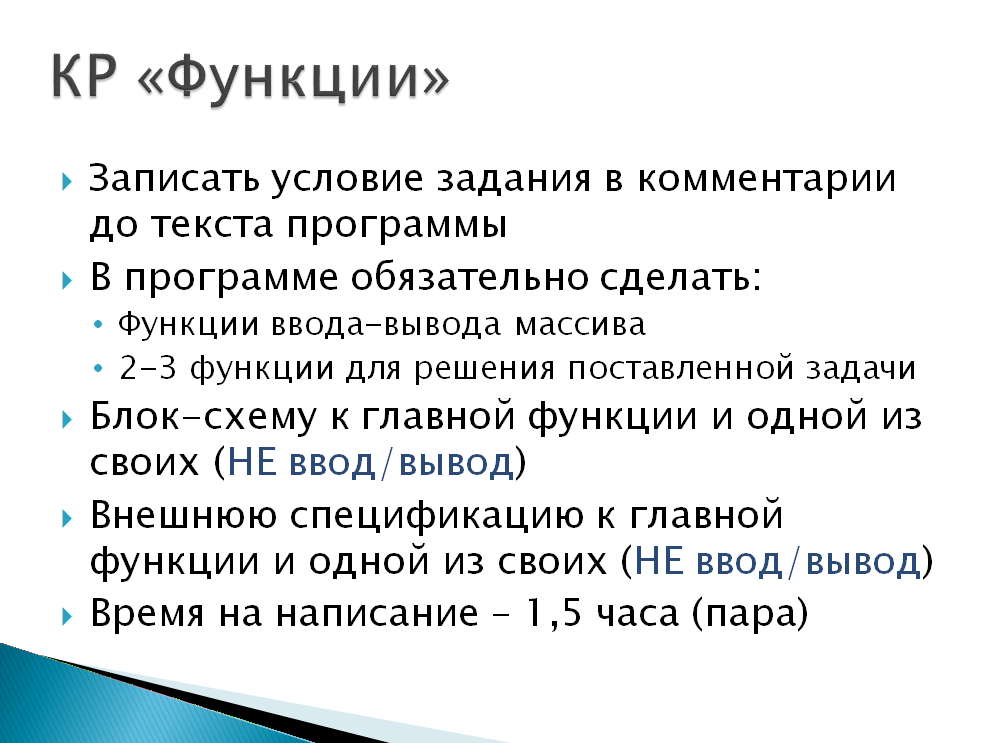 КР «Функции»
Записать условие задания в комментарии
до текста программы
В программе обязательно сделать:
Функции ввода-вывода массива
2-3 функции для решения поставленной задачи
Блок-схему к главной функции и одной из
своих (НЕ ввод/вывод)
Внешнюю спецификацию к главной
функции и одной из своих (НЕ ввод/вывод)
Время на написание – 1,5 часа (пара)